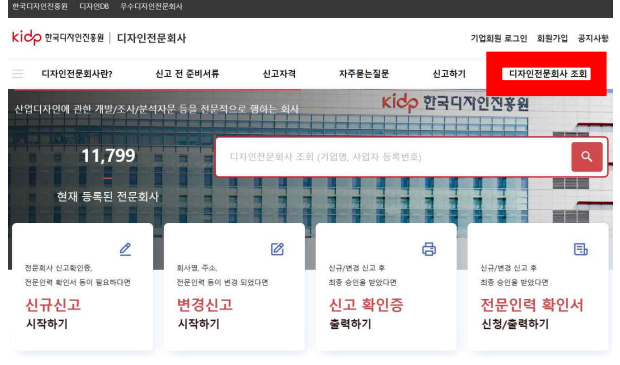 한국디자인진흥원 디자인DB 우수디자인전문회사
kidp 한국디자인진흥원 | 디자인전문회사
기업회원 로그인 회원가입 공지사항
디자인전문회사란? 신고 전 준비서류 신고자격 자주묻는질문 신고하기 디자인전문회사 조회
kidp 한국디자인진흥원
산업디자인에 관한 개발/조사/분석자문 등을 전문적으로 행하는 회사
11,799
현재 등록된 전문회사
디자인전문회사 조회 (기업명, 사업자 등록번호)
전문회사 신고확인증,
전문인력 확인서 등이 필요하다면
신규신고
시작하기
회사명, 주소,
전문인력 등이 변경 되었다면
변경신고
시작하기
신규/변경 신고 후
최종 승인을 받았다면
신고 확인증
출력하기
신규/변경 신고 후
최종 승인을 받았다면
전문인력 확인서
신청/출력하기